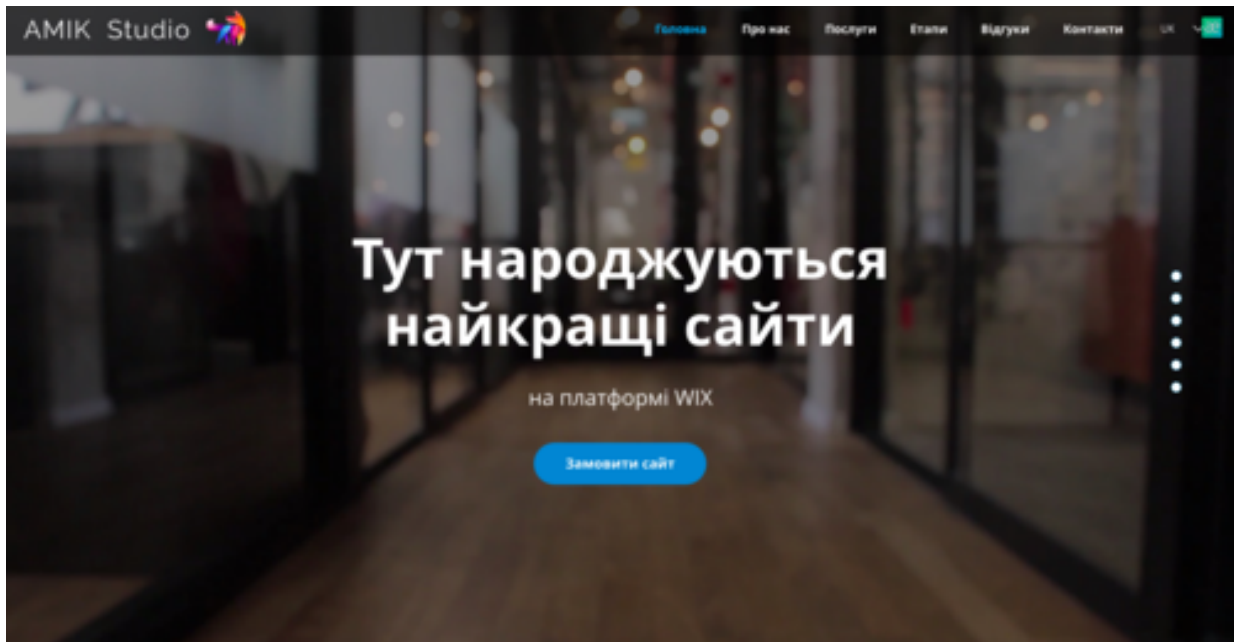 AMIK Studio
Головна Про нас Послуги Етапи Відгуки Контакти UK
Тут народжуються
найкращі сайти
на платформі WIX
Замовити сайт